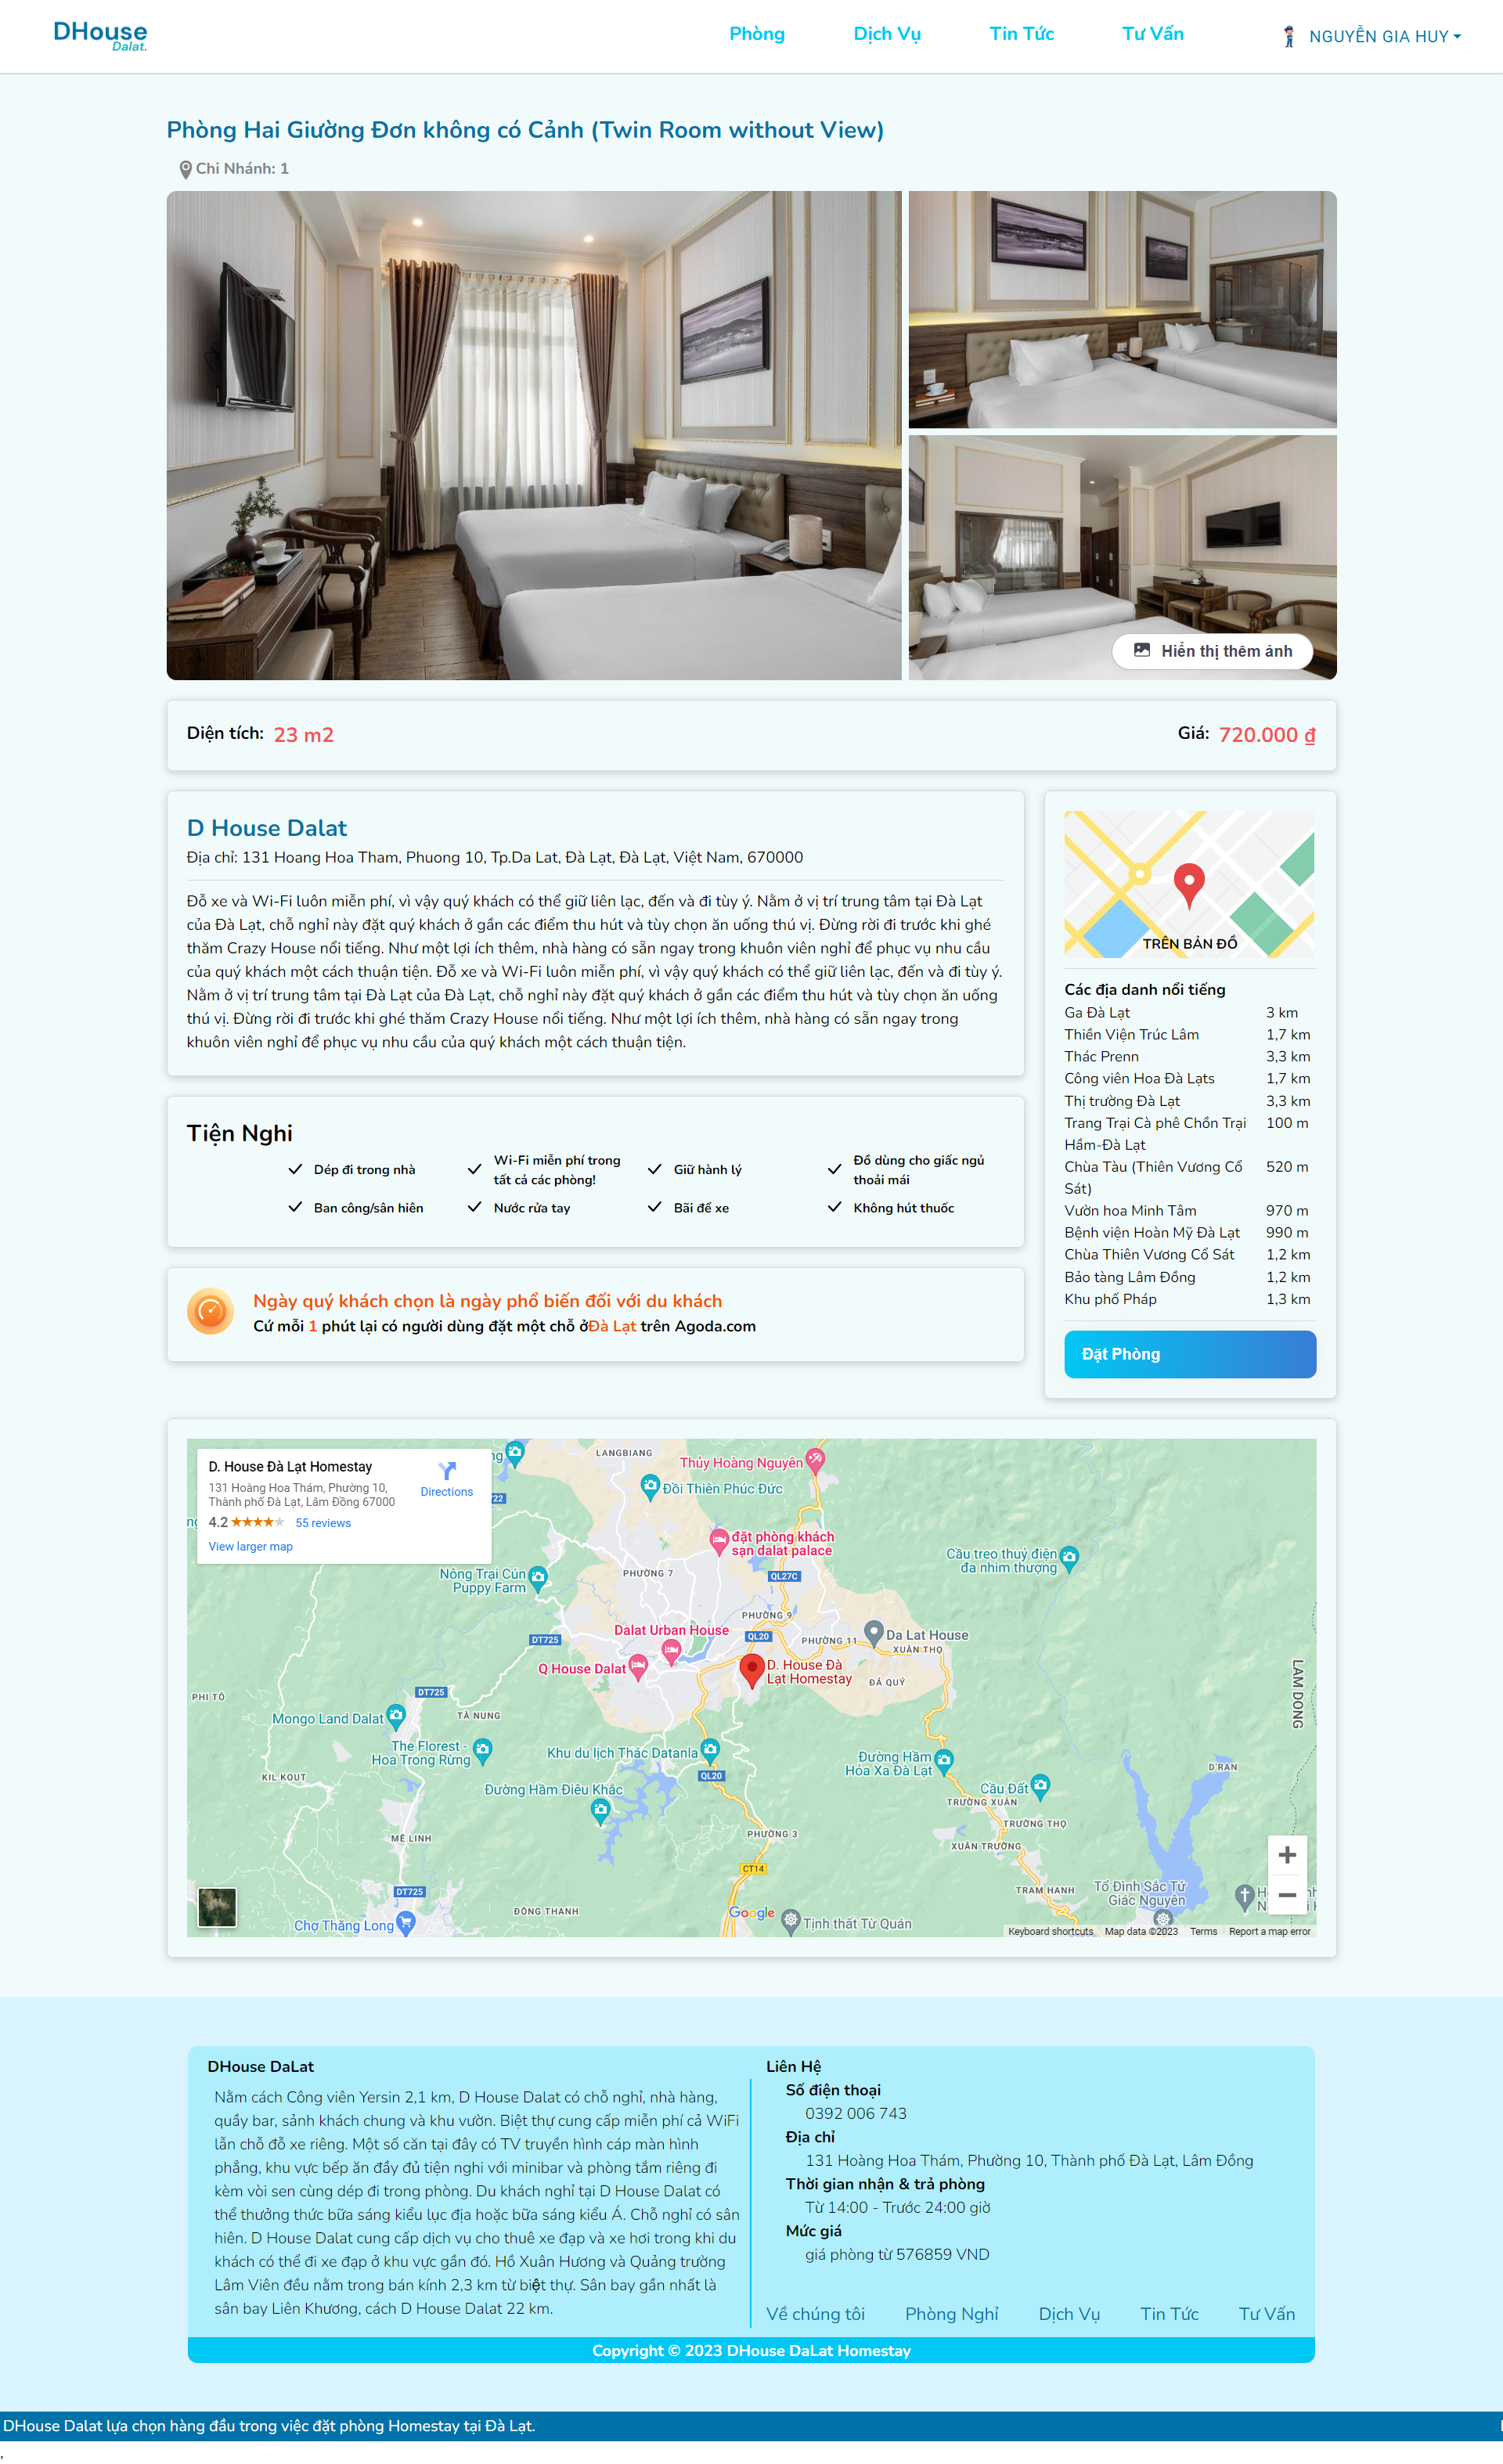 DHouse
Dalat.
Phòng
Dịch Vụ
Tin Tức
Tư Vấn
NGUYỄN GIA HUY
Phòng Hai Giường Đơn không có Cảnh (Twin Room without View)
Chi Nhánh: 1
Hiển thị thêm ảnh
Diện tích: 23 m2
Giá: 720.000 ₫
D House Dalat
Địa chỉ: 131 Hoang Hoa Tham, Phuong 10, Tp.Da Lat, Đà Lạt, Đà Lạt, Việt Nam, 670000
Đỗ xe và Wi-Fi luôn miễn phí, vì vậy quý khách có thể giữ liên lạc, đến và đi tùy ý. Nằm ở vị trí trung tâm tại Đà Lạt
của Đà Lạt, chỗ nghỉ này đặt quý khách ở gần các điểm thu hút và tùy chọn ăn uống thú vị. Đừng rời đi trước khi ghé
thăm Crazy House nổi tiếng. Như một lợi ích thêm, nhà hàng có sẵn ngay trong khuôn viên nghỉ để phục vụ nhu cầu
của quý khách một cách thuận tiện. Đỗ xe và Wi-Fi luôn miễn phí, vì vậy quý khách có thể giữ liên lạc, đến và đi tùy ý.
Nằm ở vị trí trung tâm tại Đà Lạt của Đà Lạt, chỗ nghỉ này đặt quý khách ở gần các điểm thu hút và tùy chọn ăn uống
thú vị. Đừng rời đi trước khi ghé thăm Crazy House nổi tiếng. Như một lợi ích thêm, nhà hàng có sẵn ngay trong
khuôn viên nghỉ để phục vụ nhu cầu của quý khách một cách thuận tiện.
Tiện Nghi
Dép đi trong nhà
Wi-Fi miễn phí trong
tất cả các phòng!
Giữ hành lý
Đồ dùng cho giấc ngủ
thoải mái
Ban công/sân hiên
Nước rửa tay
Bãi để xe
Không hút thuốc
Ngày quý khách chọn là ngày phổ biến đối với du khách
Cứ mỗi 1 phút lại có người dùng đặt một chỗ ởĐà Lạt trên Agoda.com
TRÊN BẢN ĐỒ
Các địa danh nổi tiếng
Ga Đà Lạt 3 km
Thiền Viện Trúc Lâm 1,7 km
Thác Prenn 3,3 km
Công viên Hoa Đà Lạts 1,7 km
Thị trường Đà Lạt 3,3 km
Trang Trại Cà phê Chồn Trại 100 m
Hầm-Đà Lạt
Chùa Tàu (Thiên Vương Cổ 520 m
Sát)
Vườn hoa Minh Tâm 970 m
Bệnh viện Hoàn Mỹ Đà Lạt 990 m
Chùa Thiên Vương Cổ Sát 1,2 km
Bảo tàng Lâm Đồng 1,2 km
Khu phố Pháp 1,3 km
Đặt Phòng
D. House Đà Lạt Homestay
131 Hoàng Hoa Thám, Phường 10,
Thành phố Đà Lạt, Lâm Đồng 67000
Directions
4.2 ★★★★★ 55 reviews
View larger map
LANGBIANG
Thủy Hoàng Nguyên
Đồi Thiên Phúc Đức
đặt phòng khách
sạn dalat palace
Cầu treo thuỷ điện
đa nhim thượng
Nông Trại Cún
Puppy Farm
PHƯỜNG 7
QL27C
PHƯỜNG 9
Dalat Urban House
QL20
PHƯỜNG 11
Da Lat House
XUÂN THỌ
DT725
Q House Dalat
D. House Đà
Lạt Homestay
ĐÁ QUÝ
LAM DONG
PHI TÔ
DT725
Mongo Land Dalat
TÀ NUNG
The Florest -
Hoa Trong Rừng
Khu du lịch Thác Datanla
Đường Hầm
Hỏa Xa Đà Lạt
D'RAN
KIL KOUT
QL20
Đường Hầm Điêu Khắc
Cầu Đất
TRƯỜNG XUÂN
TRƯỜNG THỌ
MÊ LINH
PHƯỜNG 3
XUÂN TRƯỜNG
CT14
TRAM HANH
Tổ Đình Sắc Tứ
Giác Nguyên
DT725
ĐÔNG THANH
Google
Tịnh thất Từ Quán
Chợ Thăng Long
Keyboard shortcuts
Map data ©2023
Terms
Report a map error
DHouse DaLat
Nằm cách Công viên Yersin 2,1 km, D House Dalat có chỗ nghỉ, nhà hàng,
quầy bar, sảnh khách chung và khu vườn. Biệt thự cung cấp miễn phí cả WiFi
lẫn chỗ đỗ xe riêng. Một số căn tại đây có TV truyền hình cáp màn hình
phẳng, khu vực bếp ăn đầy đủ tiện nghi với minibar và phòng tắm riêng đi
kèm vòi sen cùng dép đi trong phòng. Du khách nghỉ tại D House Dalat có
thể thưởng thức bữa sáng kiểu lục địa hoặc bữa sáng kiểu Á. Chỗ nghỉ có sân
hiên. D House Dalat cung cấp dịch vụ cho thuê xe đạp và xe hơi trong khi du
khách có thể đi xe đạp ở khu vực gần đó. Hồ Xuân Hương và Quảng trường
Lâm Viên đều nằm trong bán kính 2,3 km từ biệt thự. Sân bay gần nhất là
sân bay Liên Khương, cách D House Dalat 22 km.
Liên Hệ
Số điện thoại
0392 006 743
Địa chỉ
131 Hoàng Hoa Thám, Phường 10, Thành phố Đà Lạt, Lâm Đồng
Thời gian nhận & trả phòng
Từ 14:00 - Trước 24:00 giờ
Mức giá
giá phòng từ 576859 VND
Về chúng tôi
Phòng Nghỉ
Dịch Vụ
Tin Tức
Tư Vấn
Copyright © 2023 DHouse DaLat Homestay
DHouse Dalat lựa chọn hàng đầu trong việc đặt phòng Homestay tại Đà Lạt.
,